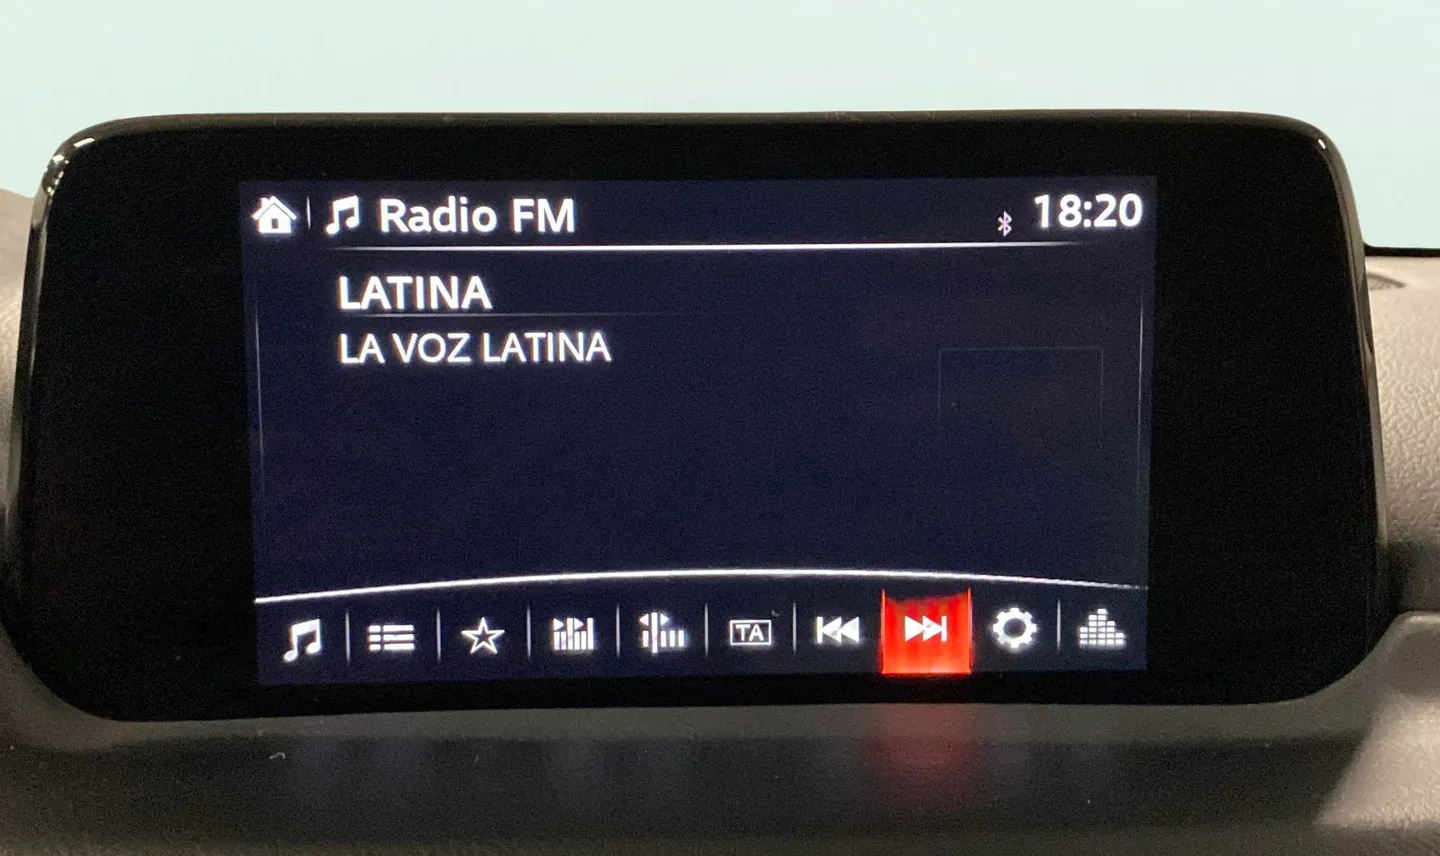 Radio FM
18:20
LATINA
LA VOZ LATINA
TA